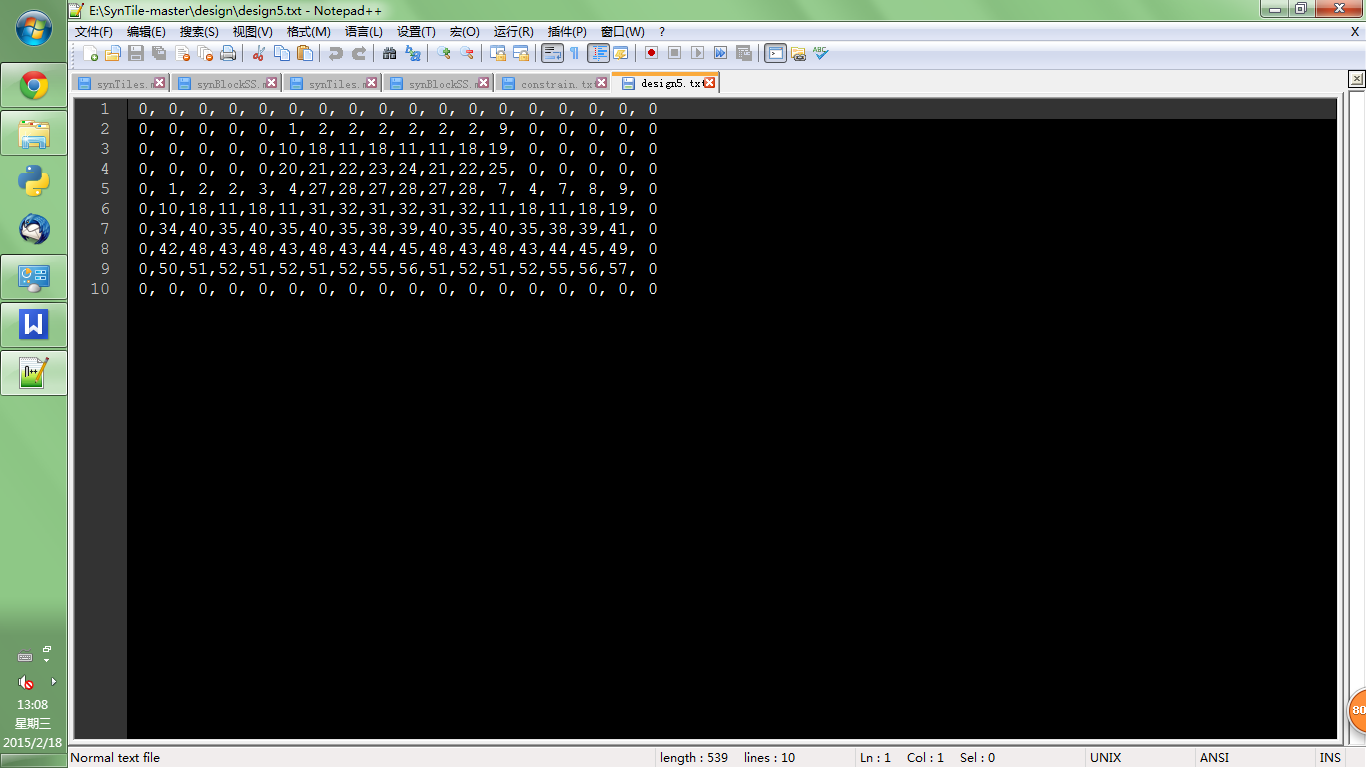 E:\SynTile-master\design\design5.txt - Notepad++
文件(F) 编辑(E) 搜索(S) 视图(V) 格式(M) 语言(L) 设置(T) 宏(O) 运行(R) 插件(P) 窗口(W) ? X
synTiles.m synBlockSS.m synTiles.m synBlockSS.m constrain.txt design5.txt
1 0, 0, 0, 0, 0, 0, 0, 0, 0, 0, 0, 0, 0, 0, 0, 0, 0, 0
2 0, 0, 0, 0, 0, 1, 2, 2, 2, 2, 2, 2, 9, 0, 0, 0, 0, 0
3 0, 0, 0, 0, 0,10,18,11,18,11,11,18,19, 0, 0, 0, 0, 0
4 0, 0, 0, 0, 0,20,21,22,23,24,21,22,25, 0, 0, 0, 0, 0
5 0, 1, 2, 2, 3, 4,27,28,27,28,27,28, 7, 4, 7, 8, 9, 0
6 0,10,18,11,18,11,31,32,31,32,31,32,11,18,11,18,19, 0
7 0,34,40,35,40,35,40,35,38,39,40,35,40,35,38,39,41, 0
8 0,42,48,43,48,43,48,43,44,45,48,43,48,43,44,45,49, 0
9 0,50,51,52,51,52,51,52,55,56,51,52,51,52,55,56,57, 0
10 0, 0, 0, 0, 0, 0, 0, 0, 0, 0, 0, 0, 0, 0, 0, 0, 0, 0
80
13:08
星期三
2015/2/18
Normal text file length : 539 lines : 10 Ln : 1 Col : 1 Sel : 0 UNIX ANSI INS